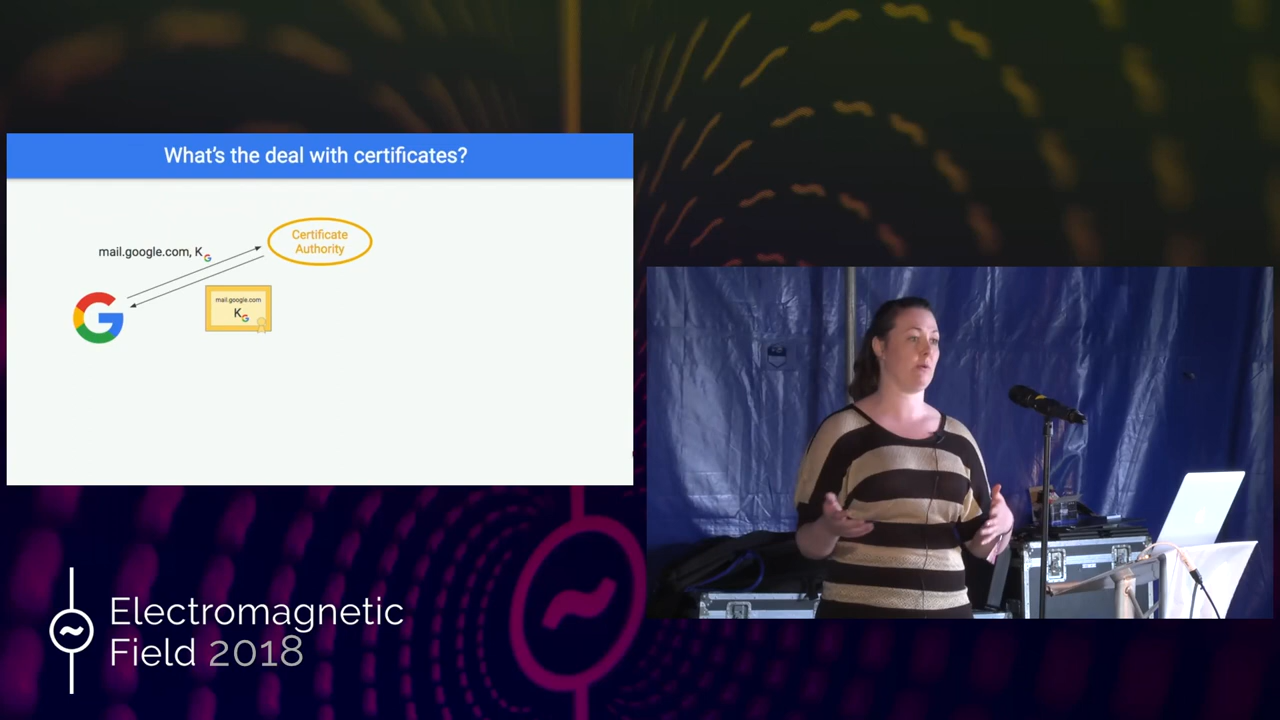 What's the deal with certificates?
Certificate
Authority
mail.google.com, K
G
mail.google.com
K
G
G
Electromagnetic
Field 2018